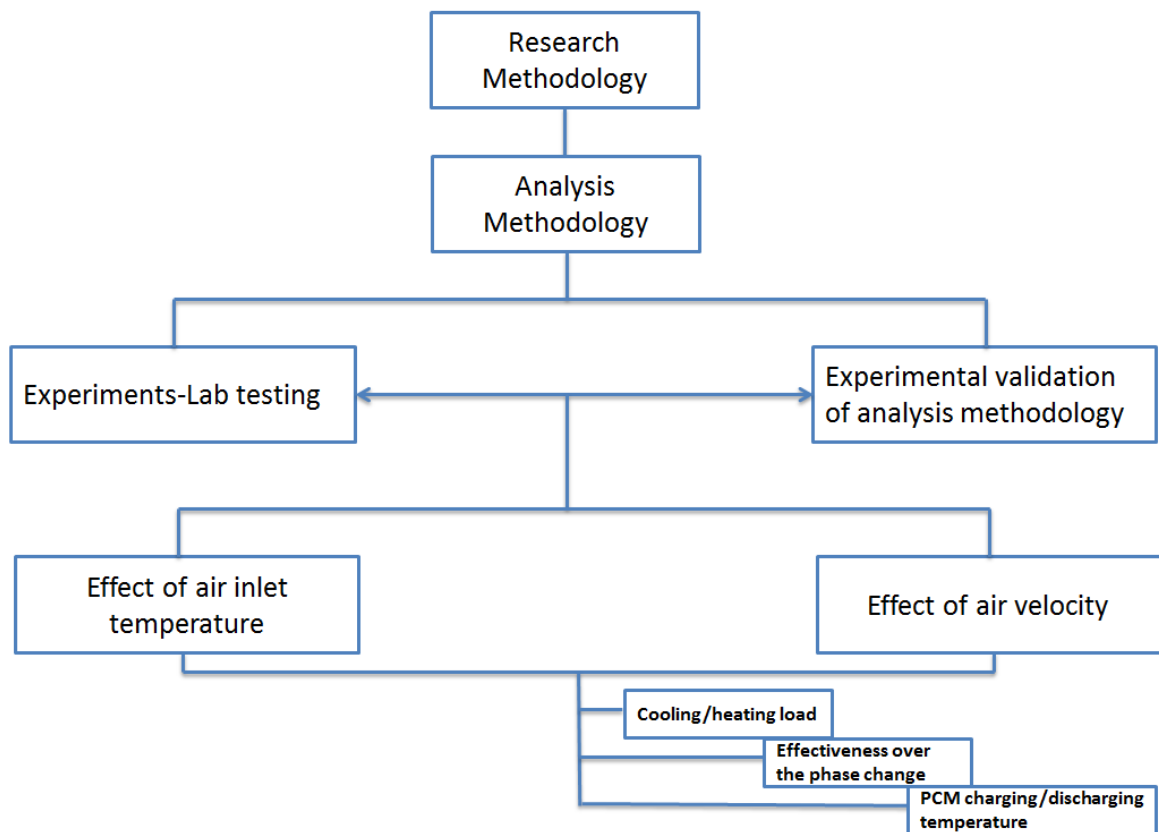 Research
Methodology
Analysis
Methodology
Experiments-Lab testing
Experimental validation
of analysis methodology
Effect of air inlet
temperature
Effect of air velocity
Cooling/heating load
Effectiveness over
the phase change
PCM charging/discharging
temperature